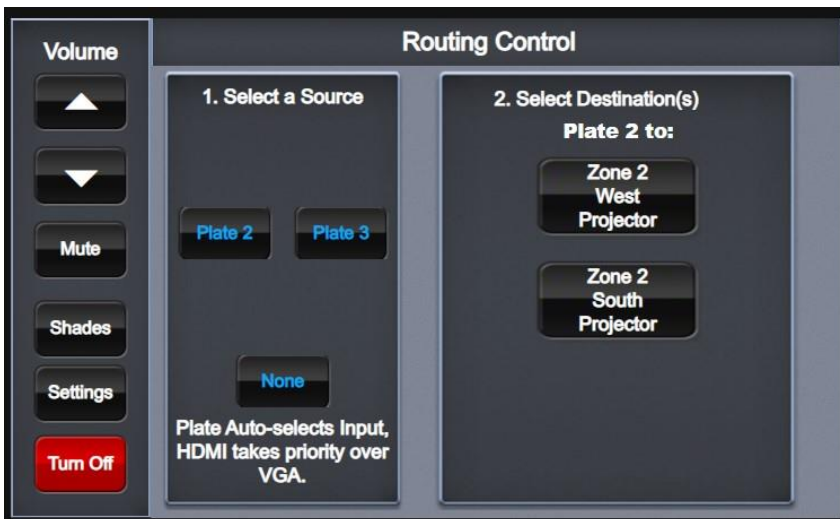 Volume
Mute
Shades
Settings
Turn Off
Routing Control
1. Select a Source
Plate 2
Plate 3
None
Plate Auto-selects Input,
HDMI takes priority over
VGA.
2. Select Destination(s)
Plate 2 to:
Zone 2
West
Projector
Zone 2
South
Projector